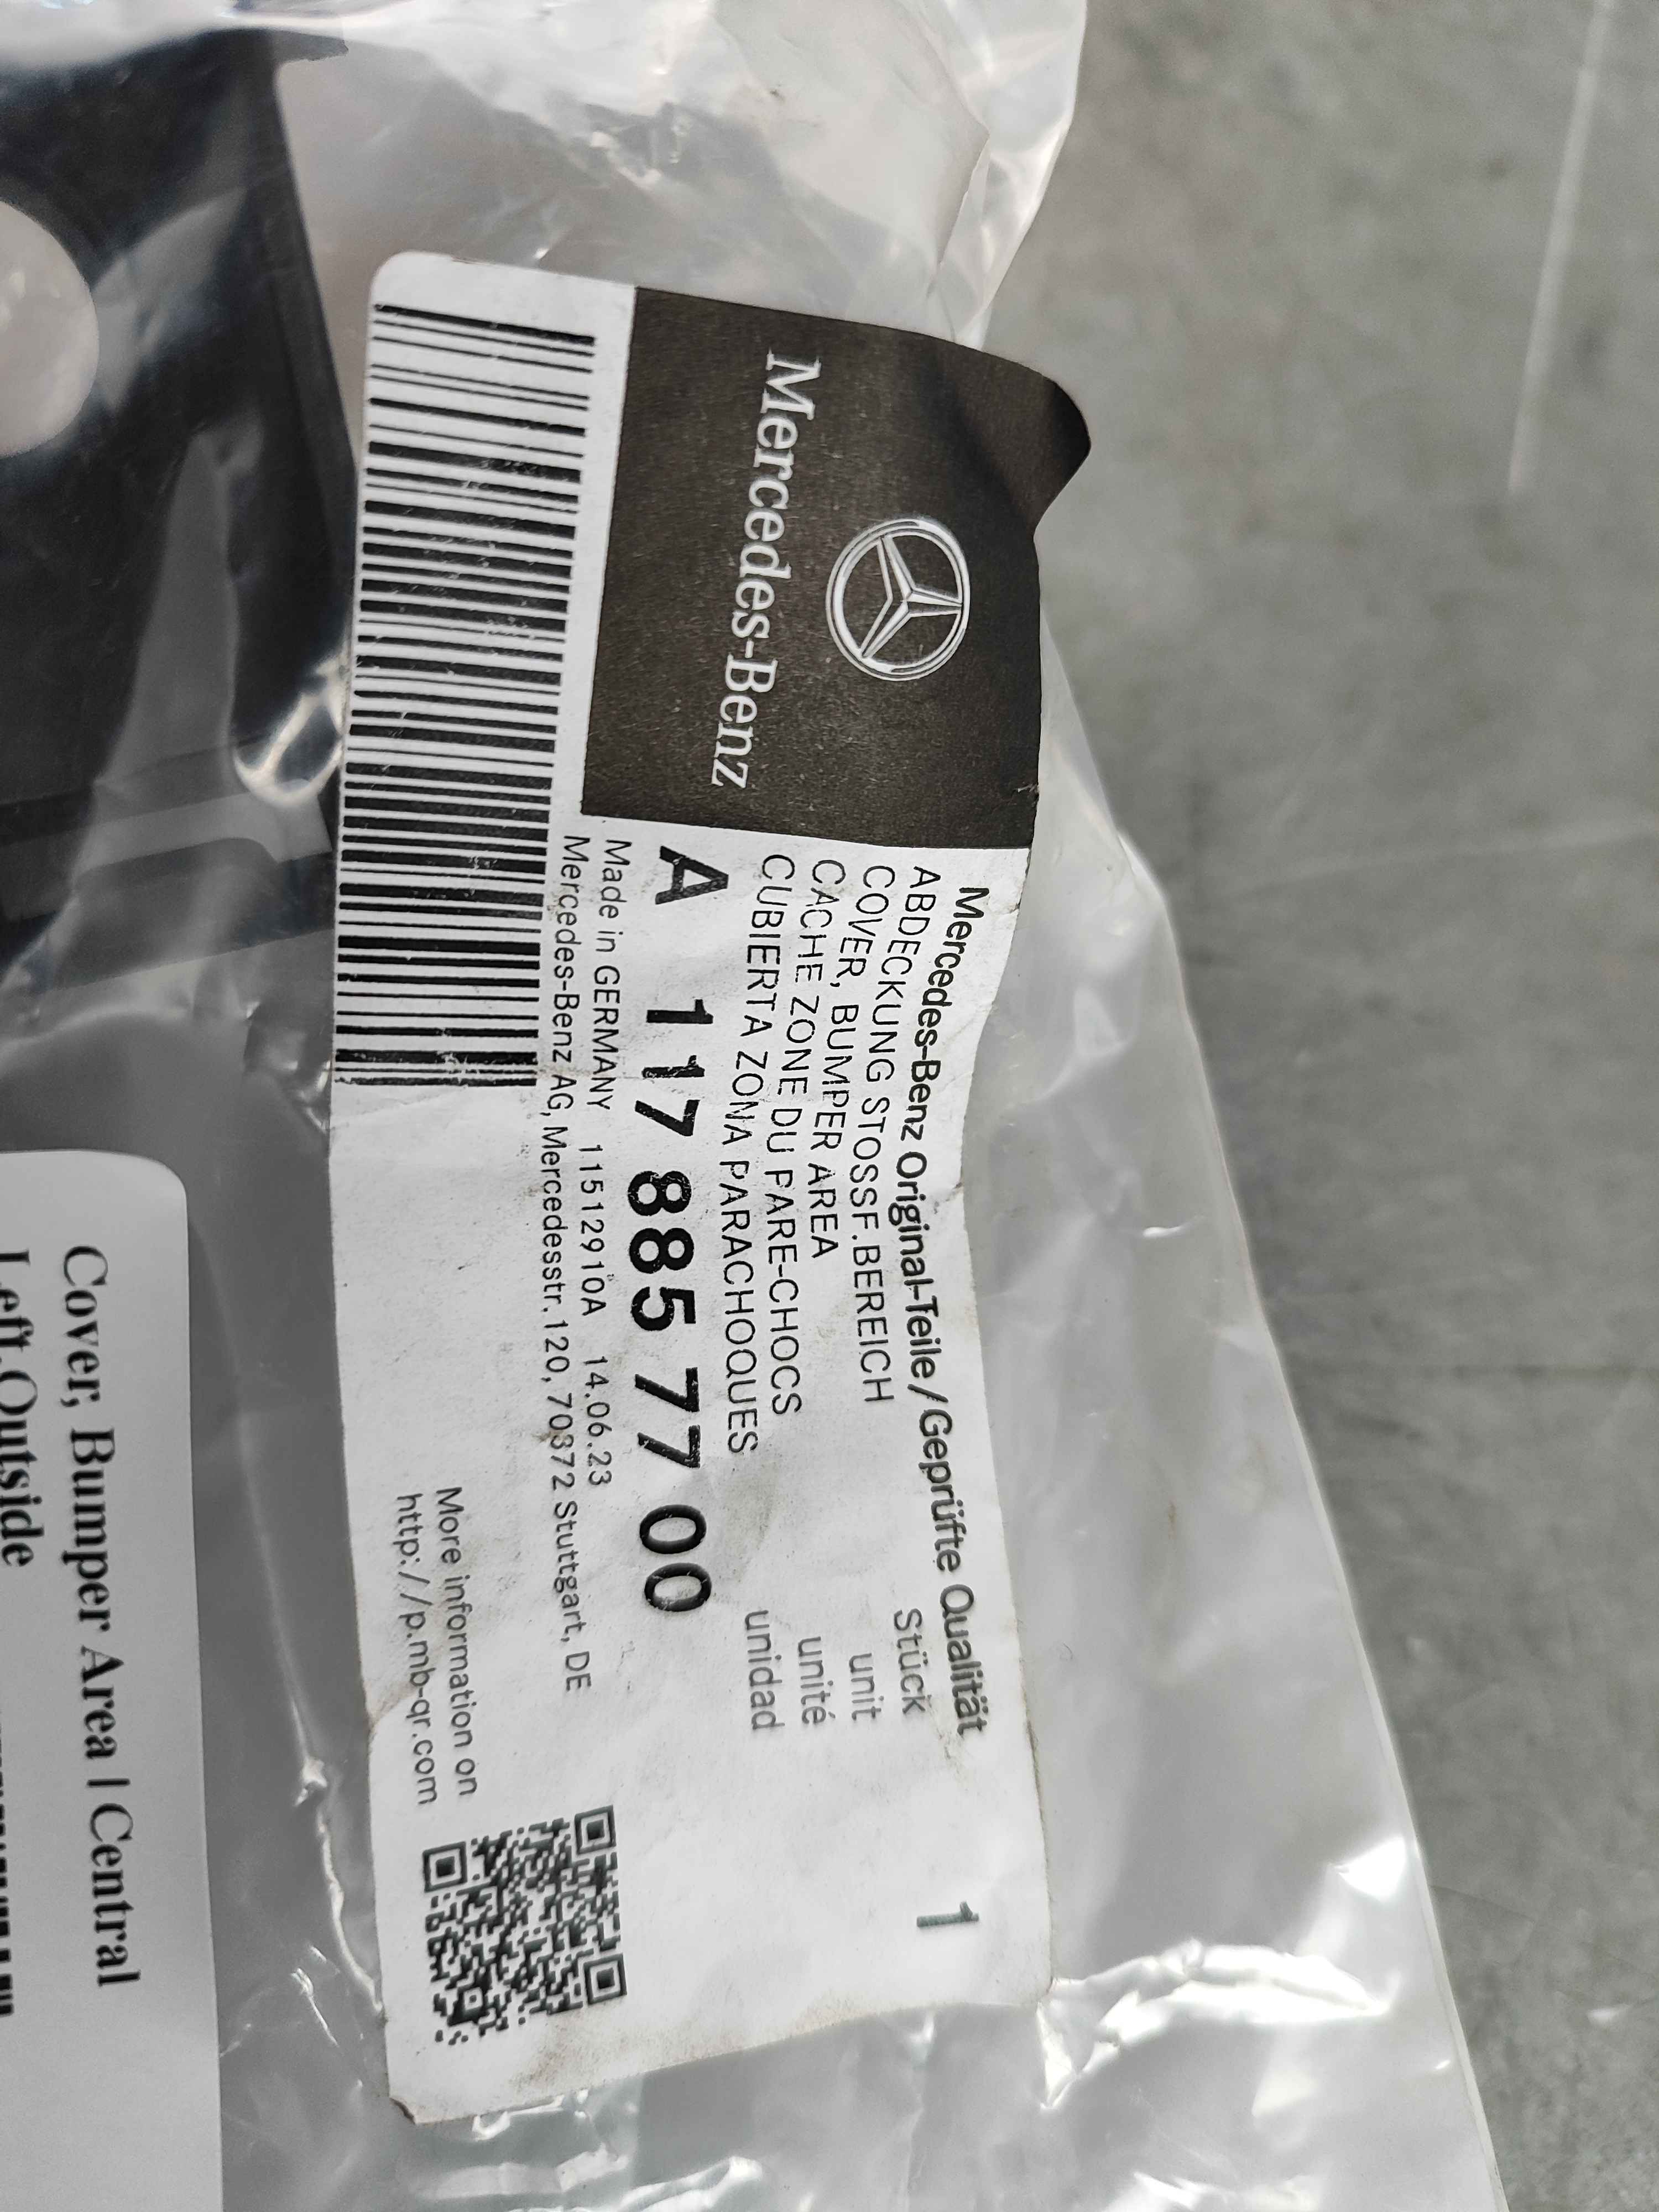 Mercedes-Benz
Mercedes-Benz Original-Teile/Geprüfte Qualität
ABDECKUNG STOSSF.BEREICH Stück 1
COVER, BUMPER AREA unit
CACHE ZONE DU PARE-CHOCS unité
CUBIERTA ZONA PARACHOQUES unidad
A 117 885 77 00
Made in GERMANY 11512910A 14.06.23
Mercedes-Benz AG, Mercedesstr.120, 70372 Stuttgart, DE
More information on
http://p.mb-qr.com
Cover, Bumper Area | Central
Left,Outside